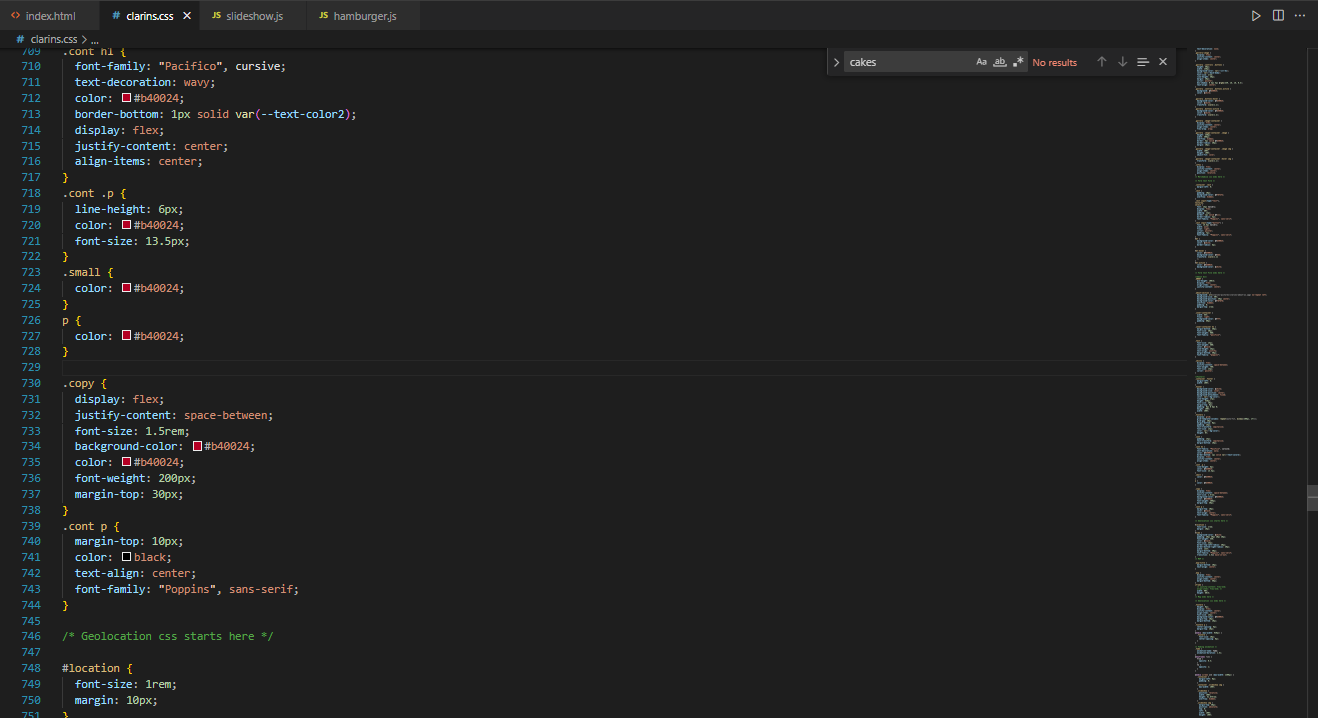 index.html
clarins.css
JS slideshow.js
JS hamburger.js
# clarins.css > ...
cakes
Aa ab .*
No results
709 .cont h1 {
710 font-family: "Pacifico", cursive;
711 text-decoration: wavy;
712 color: #b40024;
713 border-bottom: 1px solid var(--text-color2);
714 display: flex;
715 justify-content: center;
716 align-items: center;
717 }
718 .cont .p {
719 line-height: 6px;
720 color: #b40024;
721 font-size: 13.5px;
722 }
723 .small {
724 color: #b40024;
725 }
726 p {
727 color: #b40024;
728 }
729
730 .copy {
731 display: flex;
732 justify-content: space-between;
733 font-size: 1.5rem;
734 background-color: #b40024;
735 color: #b40024;
736 font-weight: 200px;
737 margin-top: 30px;
738 }
739 .cont p {
740 margin-top: 10px;
741 color: black;
742 text-align: center;
743 font-family: "Poppins", sans-serif;
744 }
745
746 /* Geolocation css starts here */
747
748 #location {
749 font-size: 1rem;
750 margin: 10px;
751 }